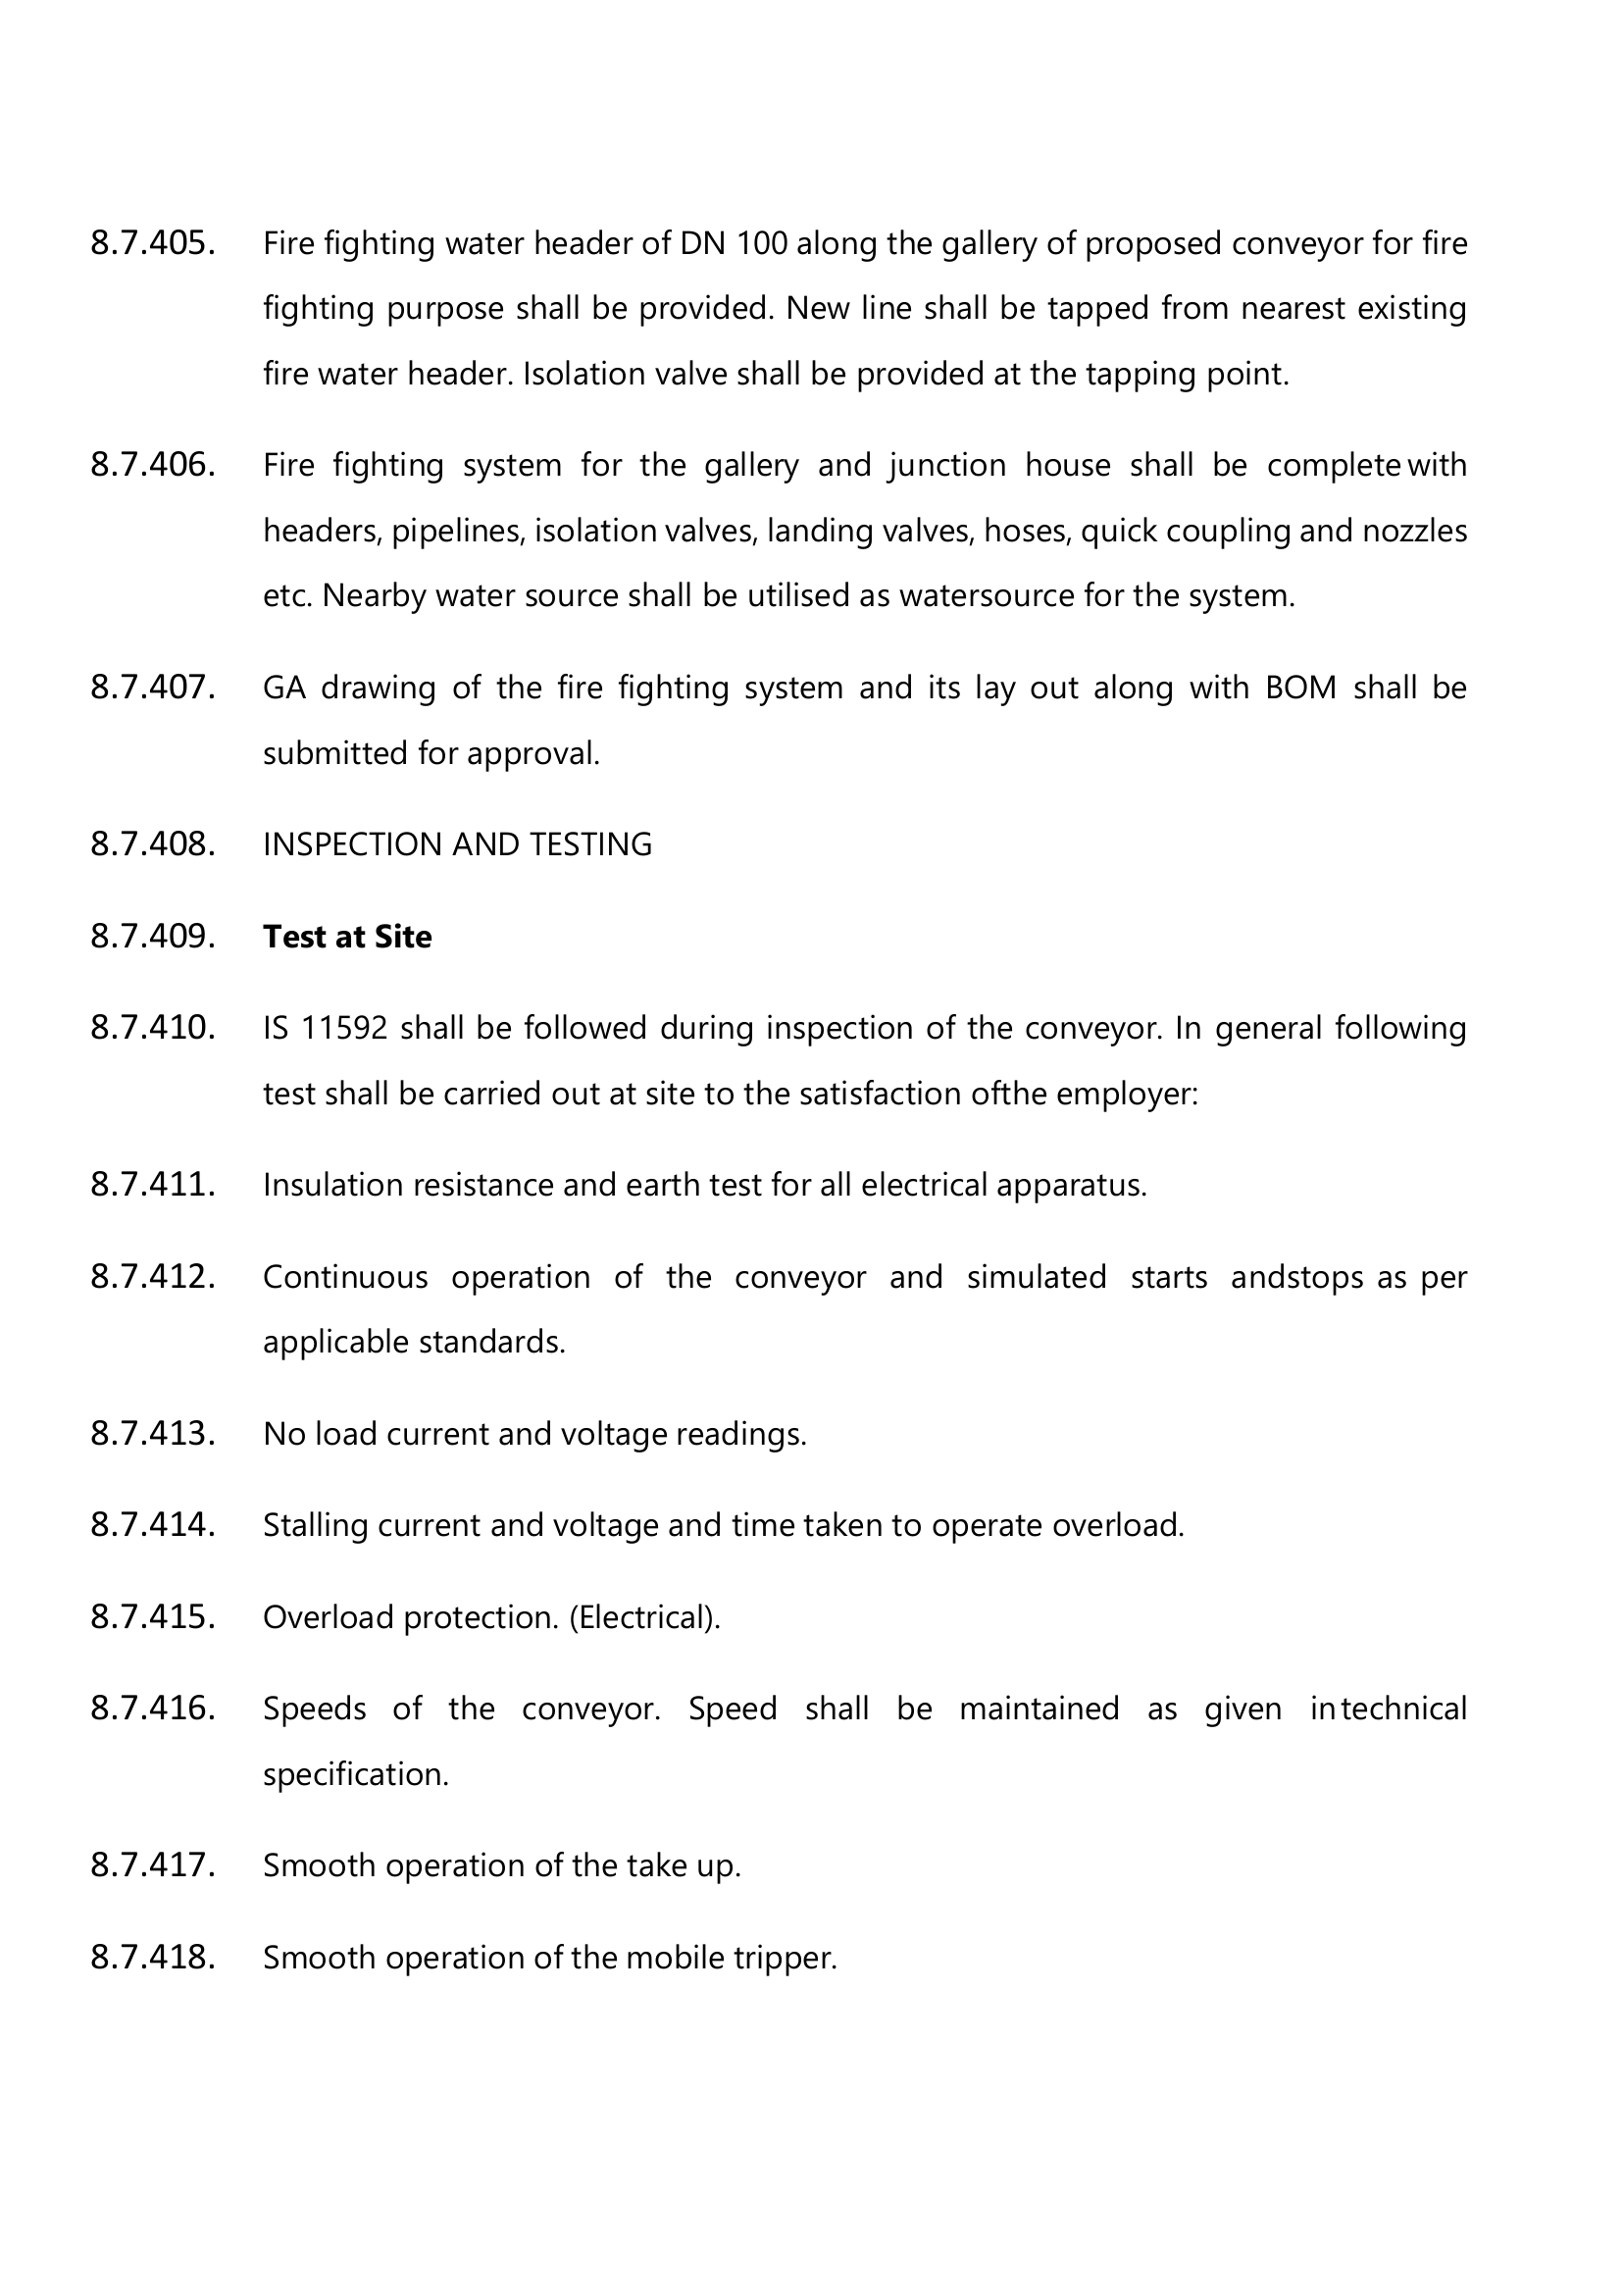 8.7.405. Fire fighting water header of DN 100 along the gallery of proposed conveyor for fire
fighting purpose shall be provided. New line shall be tapped from nearest existing
fire water header. Isolation valve shall be provided at the tapping point.
8.7.406. Fire fighting system for the gallery and junction house shall be complete with
headers, pipelines, isolation valves, landing valves, hoses, quick coupling and nozzles
etc. Nearby water source shall be utilised as watersource for the system.
8.7.407. GA drawing of the fire fighting system and its lay out along with BOM shall be
submitted for approval.
8.7.408. INSPECTION AND TESTING
8.7.409. Test at Site
8.7.410. IS 11592 shall be followed during inspection of the conveyor. In general following
test shall be carried out at site to the satisfaction ofthe employer:
8.7.411. Insulation resistance and earth test for all electrical apparatus.
8.7.412. Continuous operation of the conveyor and simulated starts andstops as per
applicable standards.
8.7.413. No load current and voltage readings.
8.7.414. Stalling current and voltage and time taken to operate overload.
8.7.415. Overload protection. (Electrical).
8.7.416. Speeds of the conveyor. Speed shall be maintained as given in technical
specification.
8.7.417. Smooth operation of the take up.
8.7.418. Smooth operation of the mobile tripper.